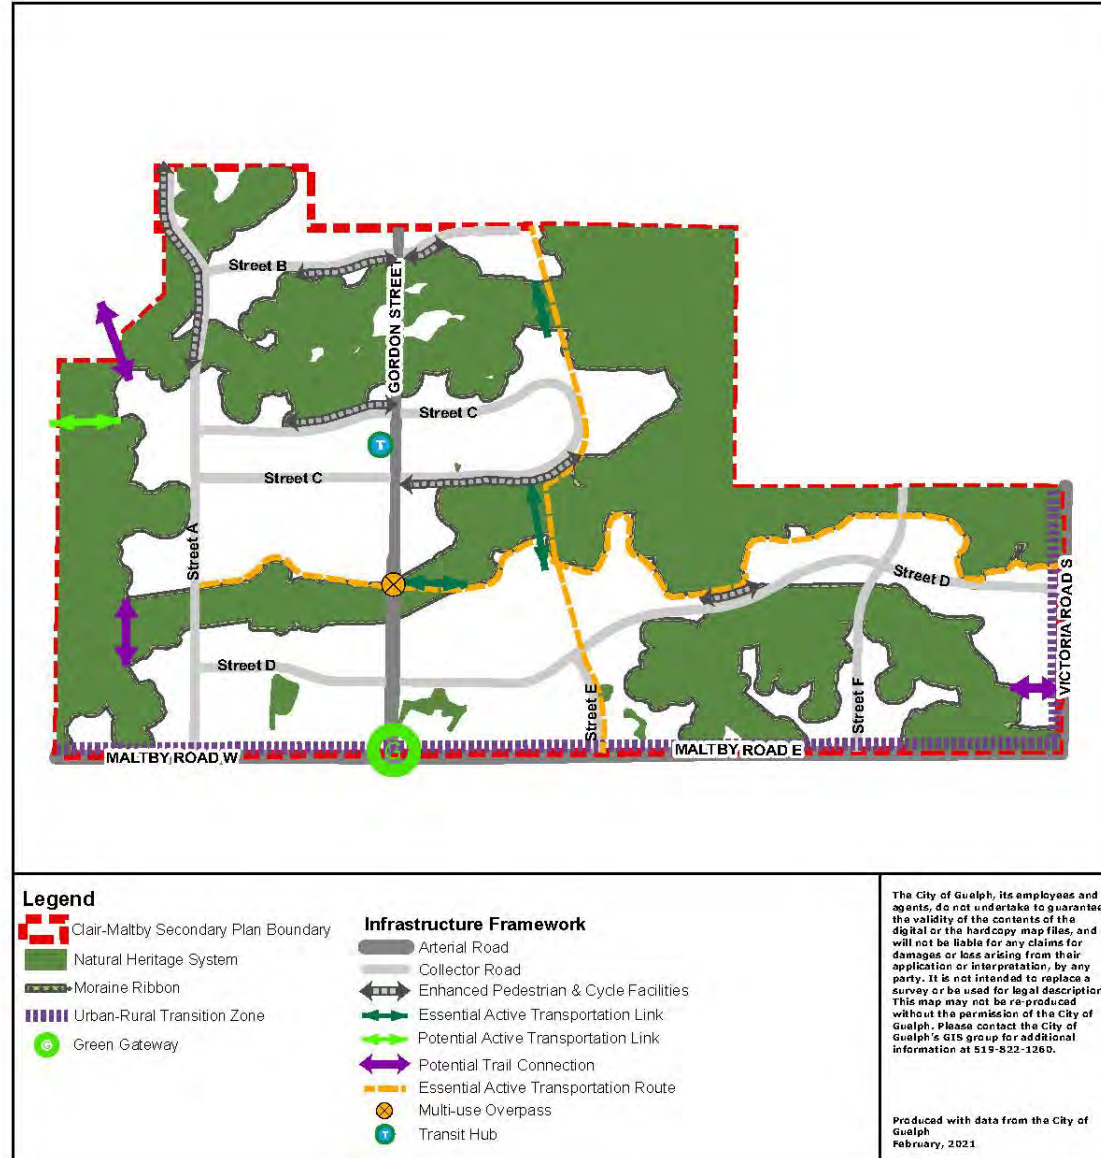 Street B
GORDON STREET
Street C
T
Street C
Street A
Street D
VICTORIA ROAD S
Street D
Street E
Street F
G
MALTBY ROAD W
MALTBY ROAD E
Legend
Clair-Maltby Secondary Plan Boundary
Natural Heritage System
Moraine Ribbon
Urban-Rural Transition Zone
G Green Gateway
Infrastructure Framework
Arterial Road
Collector Road
Enhanced Pedestrian & Cycle Facilities
Essential Active Transportation Link
Potential Active Transportation Link
Potential Trail Connection
Essential Active Transportation Route
Multi-use Overpass
T Transit Hub
The City of Guelph, its employees and
agents, do not undertake to guarantee
the validity of the contents of the
digital or the hardcopy map files, and
will not be liable for any claims for
damages or loss arising from their
application or interpretation, by any
party. It is not intended to replace a
survey or be used for legal description
This map may not be re-produced
without the permission of the City of
Guelph. Please contact the City of
Guelph's GIS group for additional
information at 519-822-1260.
Produced with data from the City of
Guelph
February, 2021